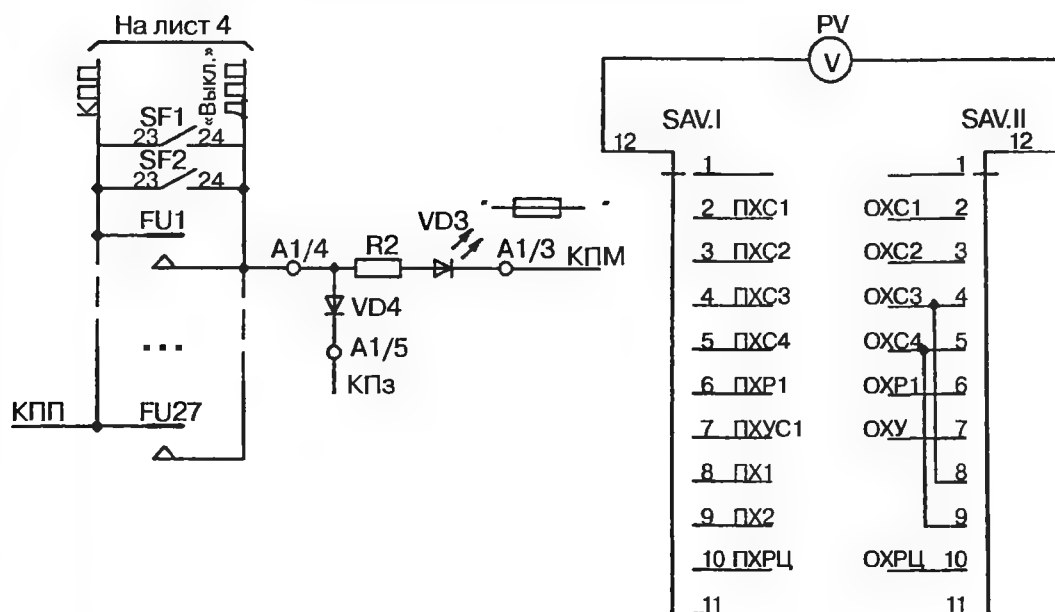 На лист 4
КПП
«Выкл.»
ДПП
SF1
23 24
SF2
23 24
FU1
A1/4
R2
VD3
A1/3
КПМ
VD4
A1/5
КПз
...
КПП
FU27
PV
V
SAV.I
SAV.II
12
12
1
1
2 ПХС1
ОХС1 2
3 ПХС2
ОХС2 3
4 ПХС3
ОХС3 4
5 ПХС4
ОХС4 5
6 ПХР1
ОХР1 6
7 ПХУС1
ОХУ 7
8 ПХ1
8
9 ПХ2
9
10 ПХРЦ
ОХРЦ 10
11
11